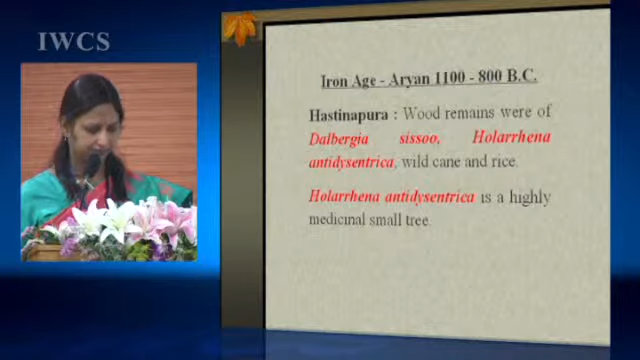 IWCS
Iron Age - Aryan 1100 - 800 B.C.
Hastinapura : Wood remains were of
Dalbergia sissoo, Holarrhena
antidysentrica, wild cane and rice.
Holarrhena antidysentrica is a highly
medicinal small tree.